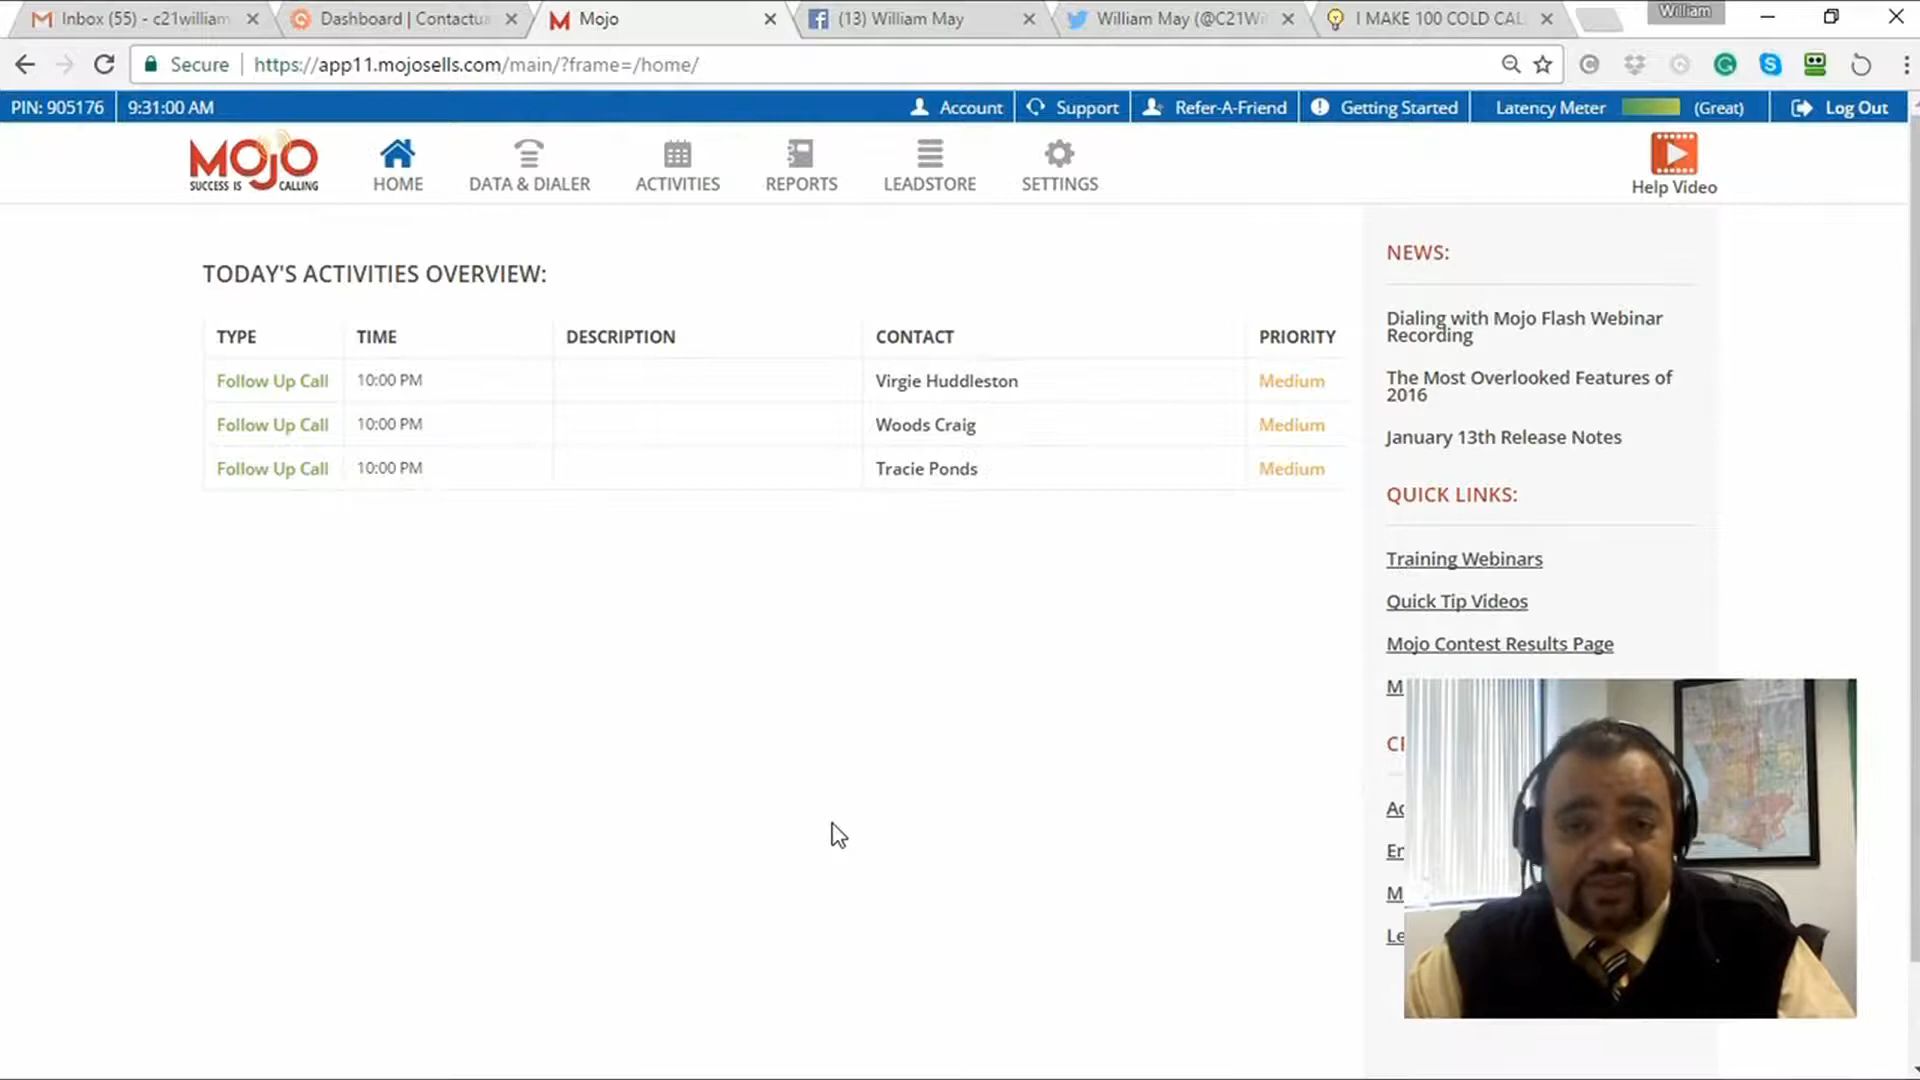 Inbox (55) - c21william
Dashboard | Contactua
Mojo
(13) William May
William May (@C21Wi
I MAKE 100 COLD CAL
William
Secure
https://app11.mojosells.com/main/?frame=/home/
PIN: 905176
9:31:00 AM
Account
Support
Refer-A-Friend
Getting Started
Latency Meter
(Great)
Log Out
MOJO
SUCCESS IS CALLING
HOME
DATA & DIALER
ACTIVITIES
REPORTS
LEADSTORE
SETTINGS
Help Video
TODAY'S ACTIVITIES OVERVIEW:
TYPE TIME DESCRIPTION CONTACT PRIORITY
Follow Up Call 10:00 PM Virgie Huddleston Medium
Follow Up Call 10:00 PM Woods Craig Medium
Follow Up Call 10:00 PM Tracie Ponds Medium
NEWS:
Dialing with Mojo Flash Webinar
Recording
The Most Overlooked Features of
2016
January 13th Release Notes
QUICK LINKS:
Training Webinars
Quick Tip Videos
Mojo Contest Results Page